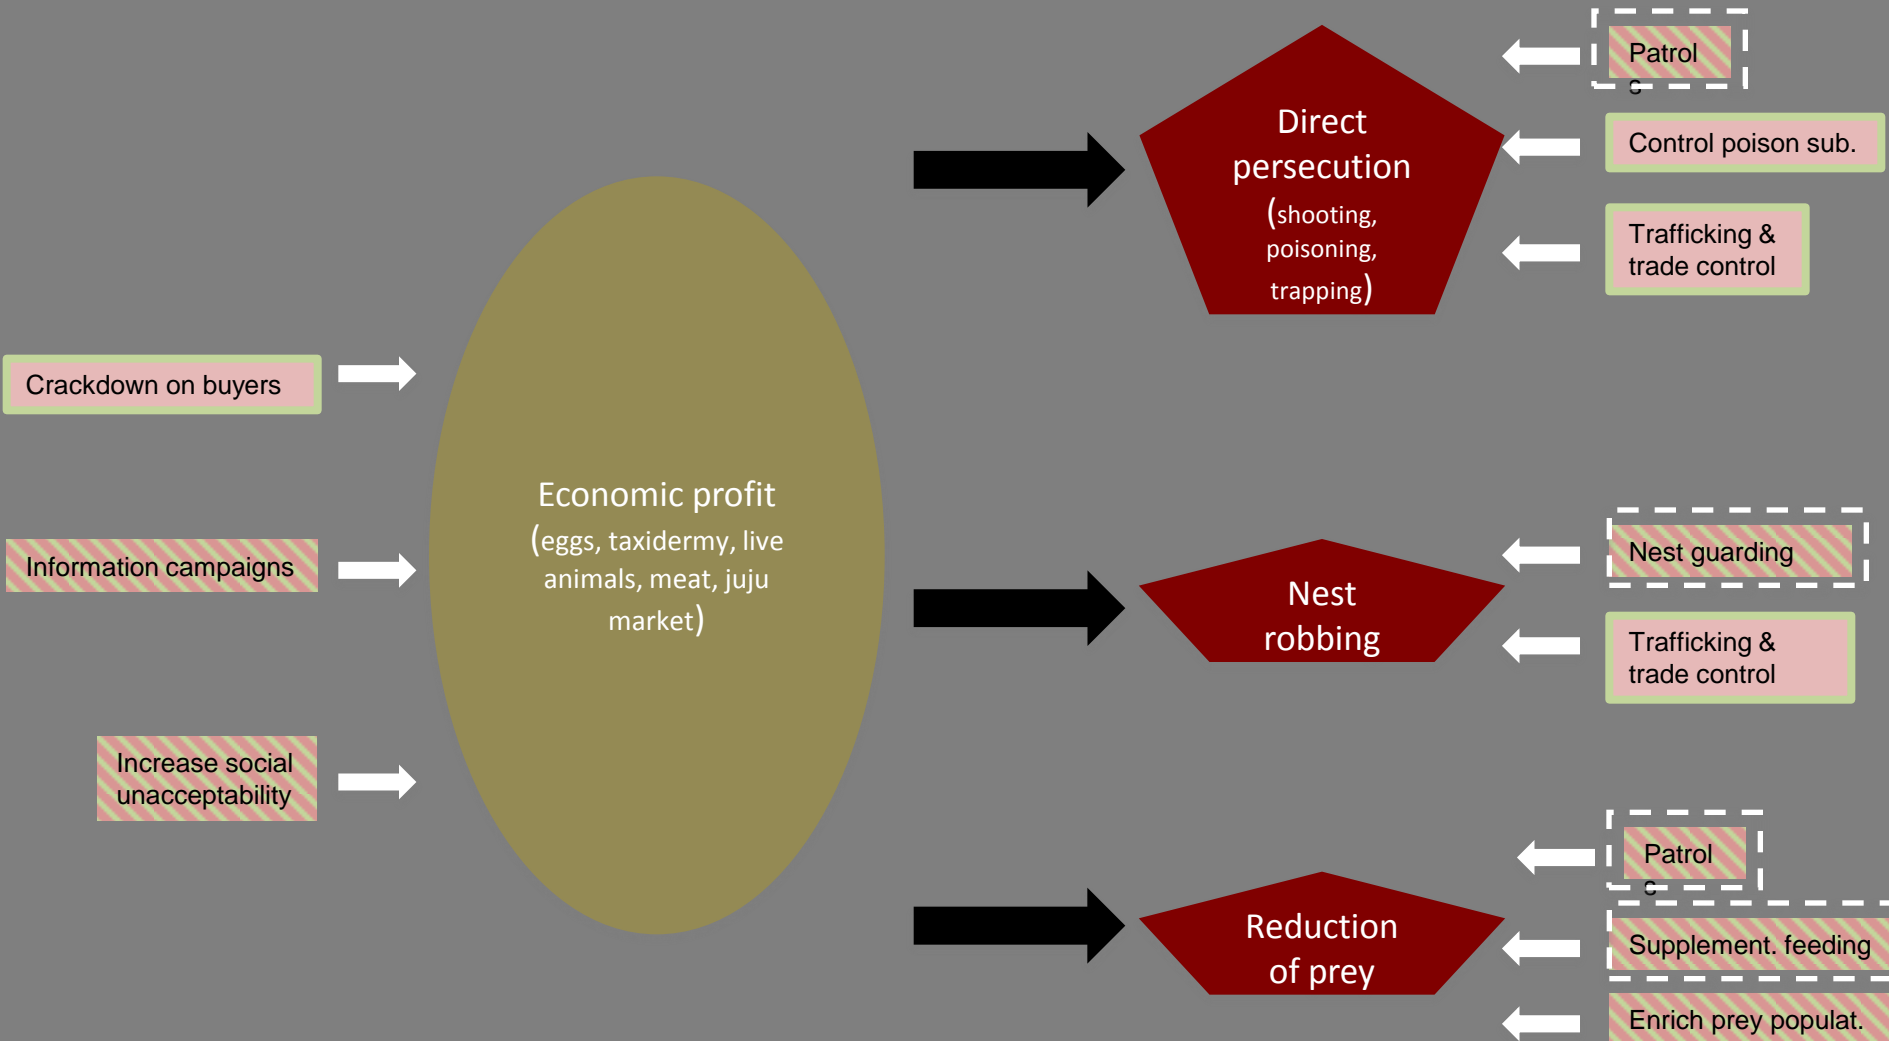 Crackdown on buyers
Information campaigns
Increase social
unacceptability
Economic profit
(eggs, taxidermy, live
animals, meat, juju
market)
Direct
persecution
(shooting,
poisoning,
trapping)
Patrol
s
Control poison sub.
Trafficking &
trade control
Nest
robbing
Nest guarding
Trafficking &
trade control
Reduction
of prey
Patrol
s
Supplement. feeding
Enrich prey populat.